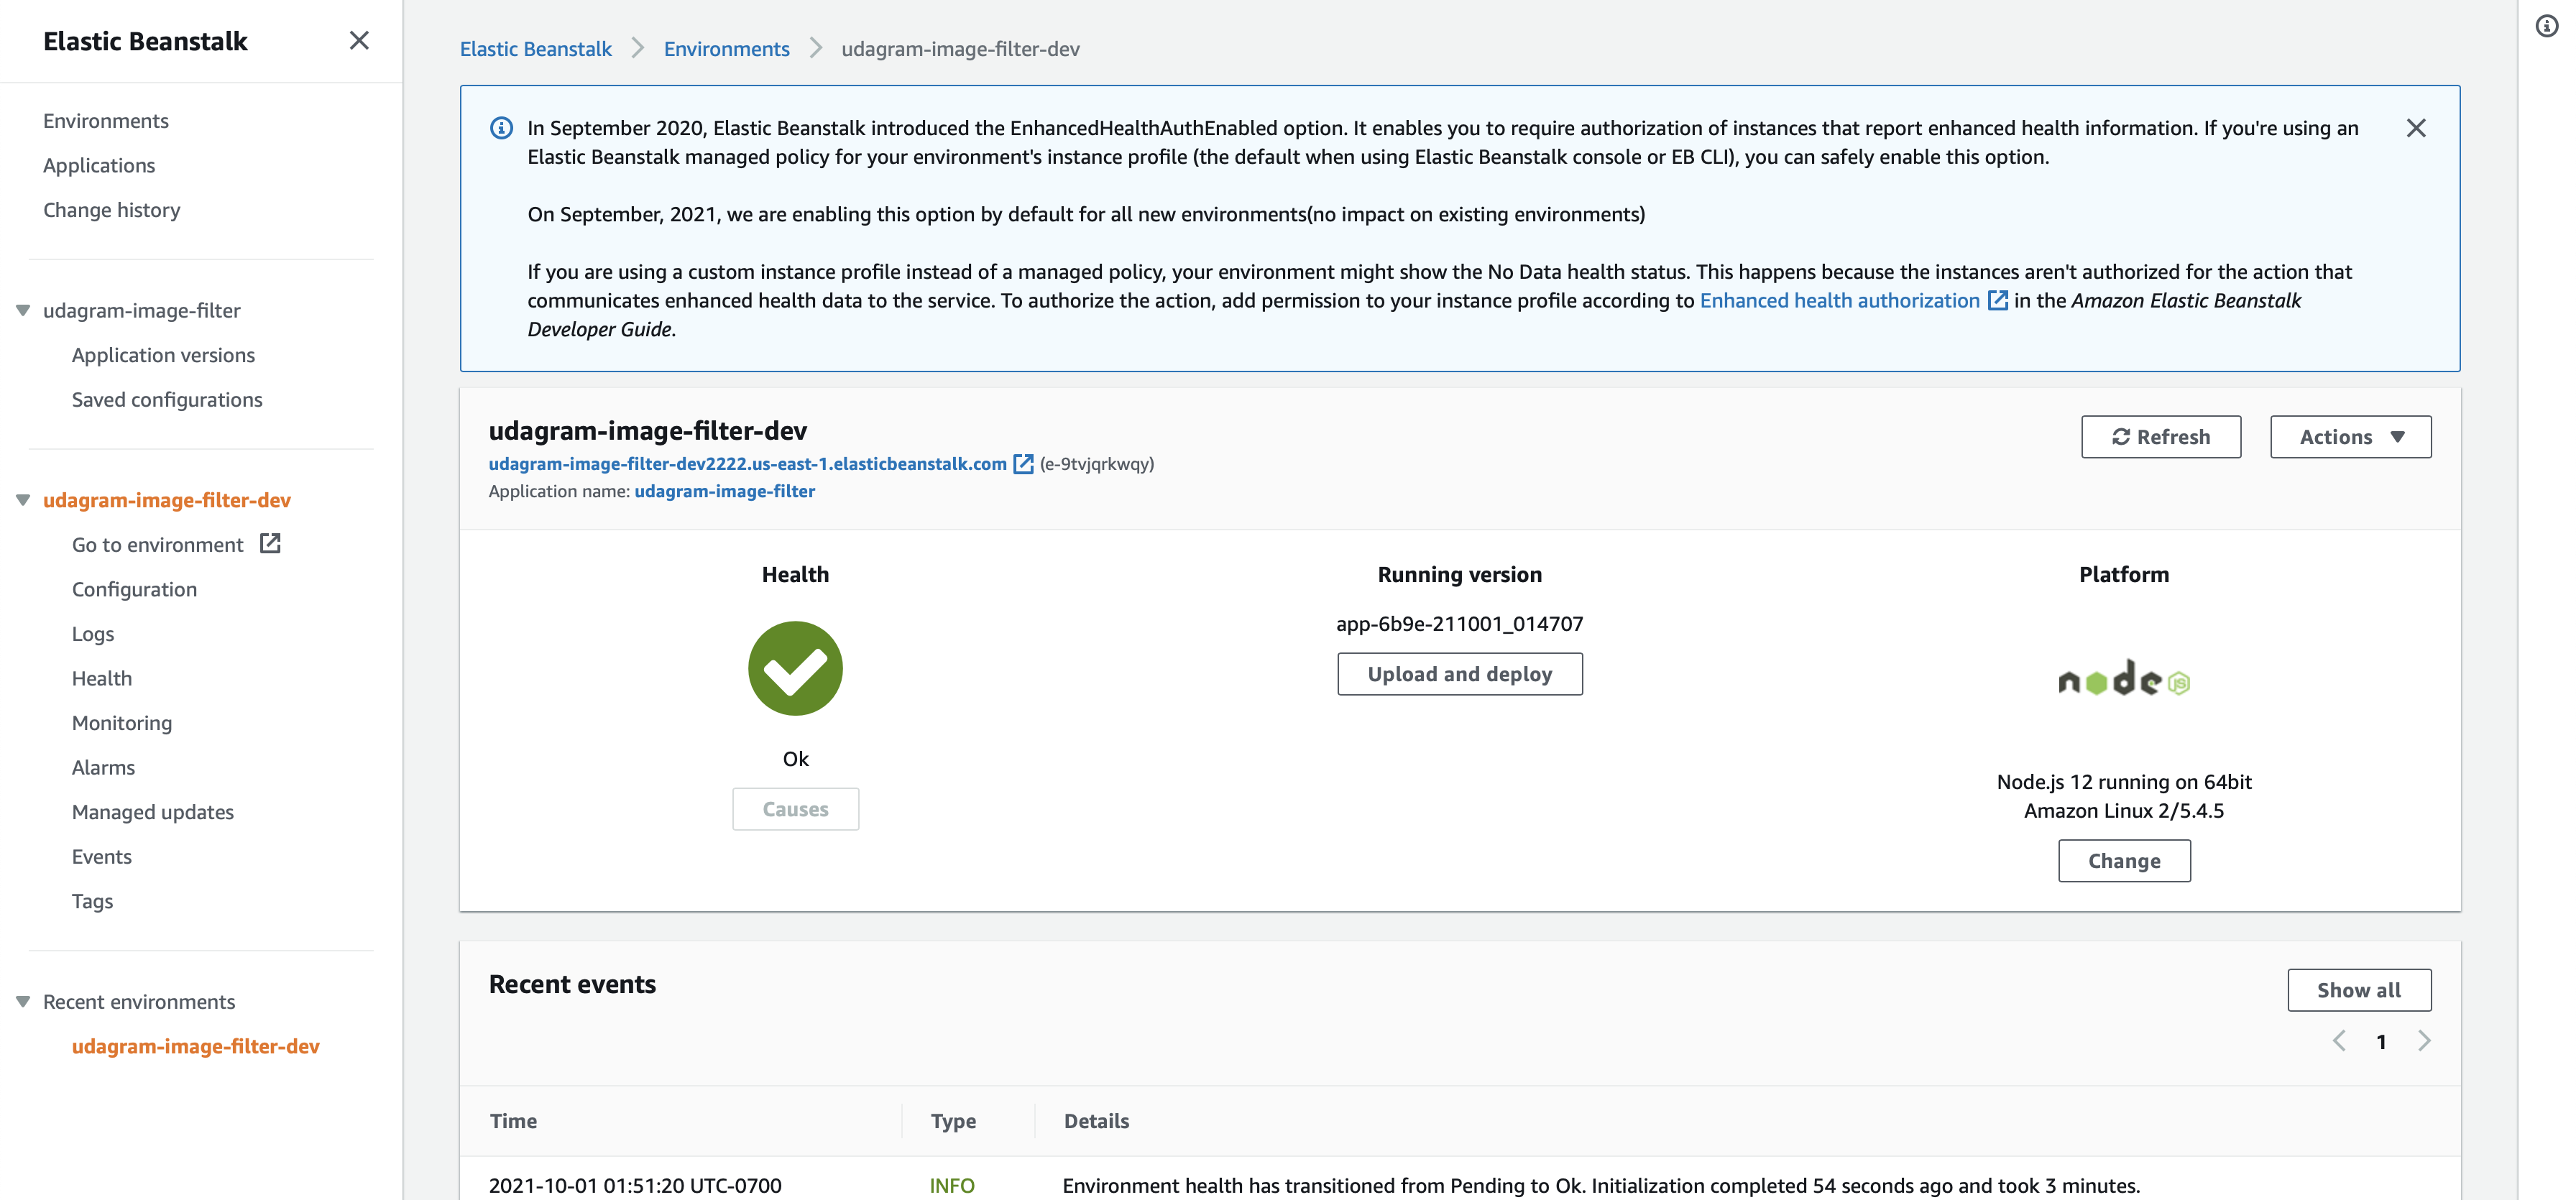 Elastic Beanstalk
Environments
Applications
Change history
udagram-image-filter
Application versions
Saved configurations
udagram-image-filter-dev
Go to environment
Configuration
Logs
Health
Monitoring
Alarms
Managed updates
Events
Tags
Recent environments
udagram-image-filter-dev
Elastic Beanstalk > Environments > udagram-image-filter-dev
In September 2020, Elastic Beanstalk introduced the EnhancedHealthAuthEnabled option. It enables you to require authorization of instances that report enhanced health information. If you're using an
Elastic Beanstalk managed policy for your environment's instance profile (the default when using Elastic Beanstalk console or EB CLI), you can safely enable this option.
On September, 2021, we are enabling this option by default for all new environments(no impact on existing environments)
If you are using a custom instance profile instead of a managed policy, your environment might show the No Data health status. This happens because the instances aren't authorized for the action that
communicates enhanced health data to the service. To authorize the action, add permission to your instance profile according to Enhanced health authorization in the Amazon Elastic Beanstalk
Developer Guide.
udagram-image-filter-dev
udagram-image-filter-dev2222.us-east-1.elasticbeanstalk.com (e-9tvjqrkwqy)
Application name: udagram-image-filter
Refresh
Actions
Health
Ok
Causes
Running version
app-6b9e-211001_014707
Upload and deploy
Platform
node JS
Node.js 12 running on 64bit
Amazon Linux 2/5.4.5
Change
Recent events
Show all
1
Time Type Details
2021-10-01 01:51:20 UTC-0700 INFO Environment health has transitioned from Pending to Ok. Initialization completed 54 seconds ago and took 3 minutes.